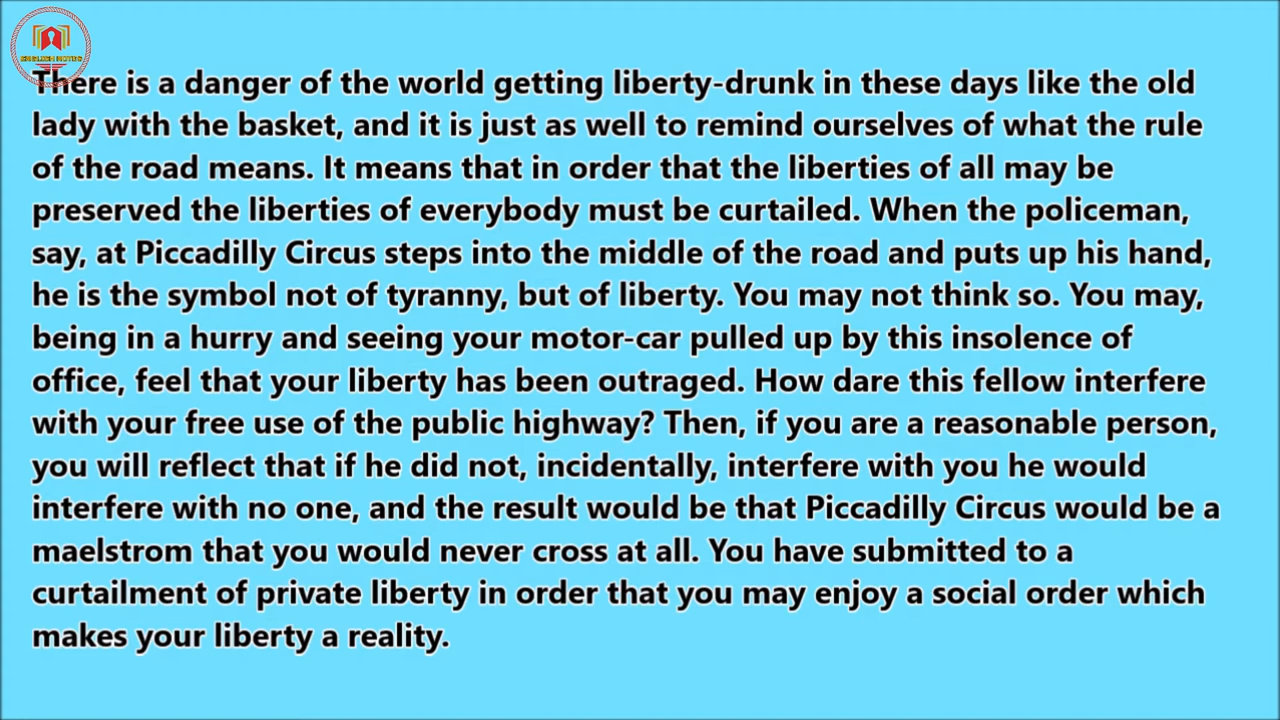 ENGLISH NOTES
There is a danger of the world getting liberty-drunk in these days like the old
lady with the basket, and it is just as well to remind ourselves of what the rule
of the road means. It means that in order that the liberties of all may be
preserved the liberties of everybody must be curtailed. When the policeman,
say, at Piccadilly Circus steps into the middle of the road and puts up his hand,
he is the symbol not of tyranny, but of liberty. You may not think so. You may,
being in a hurry and seeing your motor-car pulled up by this insolence of
office, feel that your liberty has been outraged. How dare this fellow interfere
with your free use of the public highway? Then, if you are a reasonable person,
you will reflect that if he did not, incidentally, interfere with you he would
interfere with no one, and the result would be that Piccadilly Circus would be a
maelstrom that you would never cross at all. You have submitted to a
curtailment of private liberty in order that you may enjoy a social order which
makes your liberty a reality.